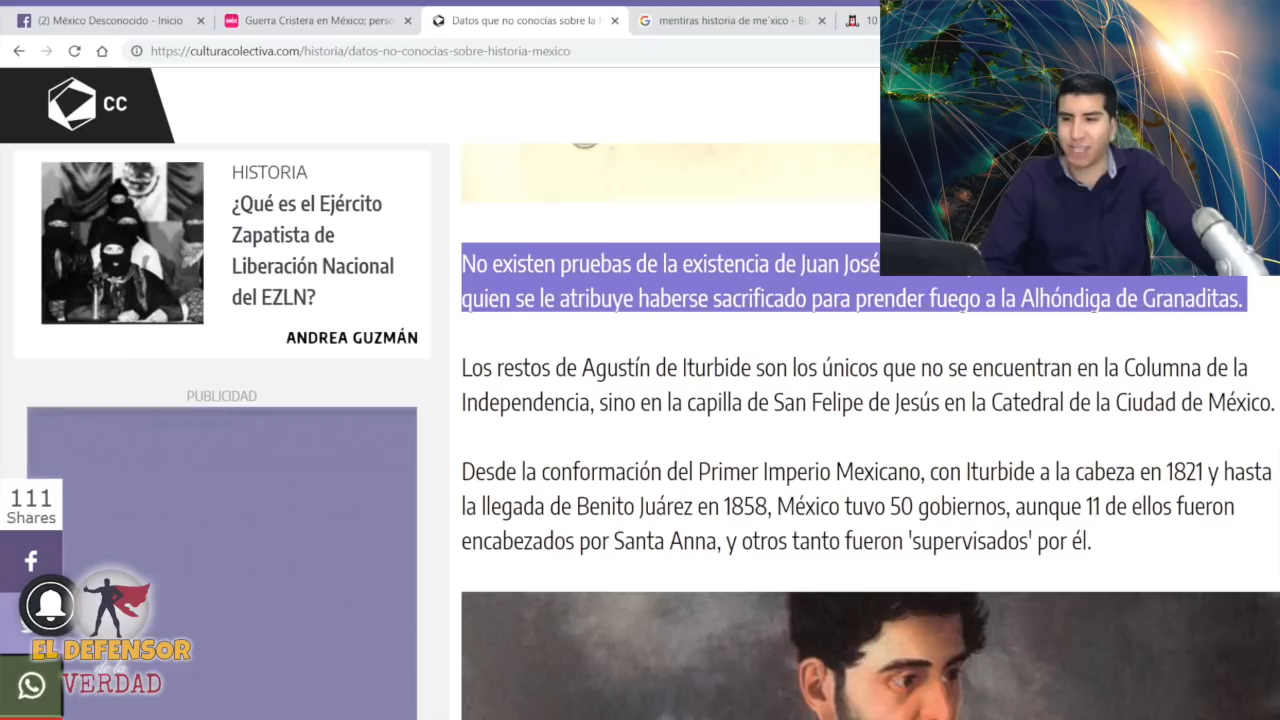 (2) México Desconocido - Inicio
Guerra Cristera en México; perso
Datos que no conocías sobre la
mentiras historia de me´xico - Bu
10
https://culturacolectiva.com/historia/datos-no-conocias-sobre-historia-mexico
CC
HISTORIA
¿Qué es el Ejército
Zapatista de
Liberación Nacional
del EZLN?
ANDREA GUZMÁN
PUBLICIDAD
111
Shares
EL DEFENSOR
de la
VERDAD
No existen pruebas de la existencia de Juan José
quien se le atribuye haberse sacrificado para prender fuego a la Alhóndiga de Granaditas.
Los restos de Agustín de Iturbide son los únicos que no se encuentran en la Columna de la
Independencia, sino en la capilla de San Felipe de Jesús en la Catedral de la Ciudad de México.
Desde la conformación del Primer Imperio Mexicano, con Iturbide a la cabeza en 1821 y hasta
la llegada de Benito Juárez en 1858, México tuvo 50 gobiernos, aunque 11 de ellos fueron
encabezados por Santa Anna, y otros tanto fueron 'supervisados' por él.